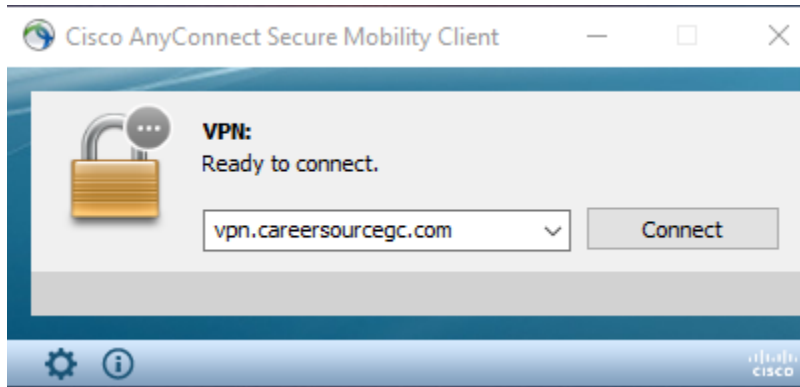 Cisco AnyConnect Secure Mobility Client
VPN:
Ready to connect.
vpn.careersourcegc.com
Connect
CISCO